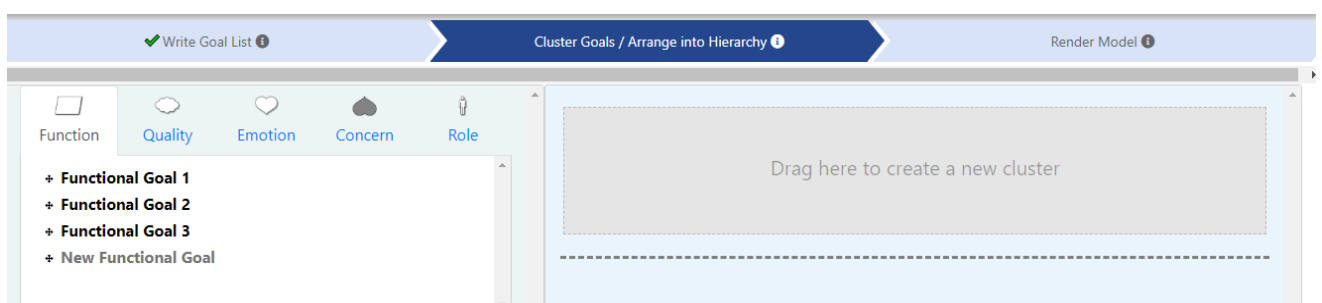 Write Goal List
Cluster Goals / Arrange into Hierarchy
Render Model
Function
Quality
Emotion
Concern
Role
Functional Goal 1
Functional Goal 2
Functional Goal 3
New Functional Goal
Drag here to create a new cluster